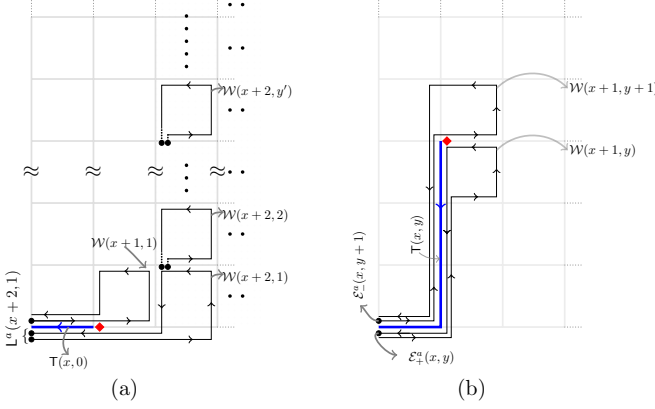 𝒲(x+2,y′)
≈ ≈ ≈ ≈
𝒲(x+2,2)
𝒲(x+1,1)
𝒲(x+2,1)
L^a(x+2,1)
{
T(x,0)
(a)
𝒲(x+1,y+1)
𝒲(x+1,y)
T(x,y)
ℰ^a_−(x,y+1)
ℰ^a_+(x,y)
(b)